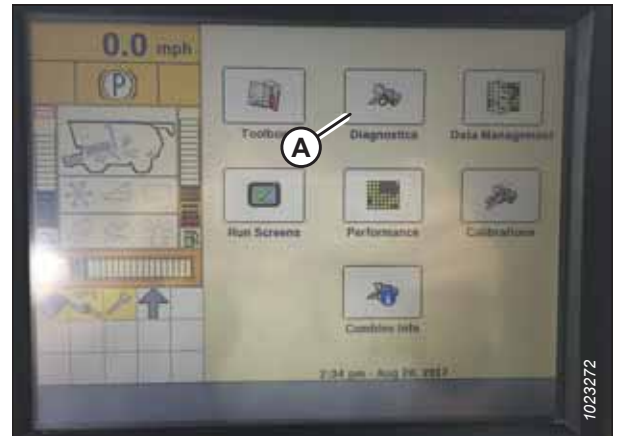 0.0 mph
(P)
Toolbox
Diagnostics
Data Management
A
Run Screens
Performance
Calibrations
Combine Info
2:34 pm - Aug 24, 2017
1023272